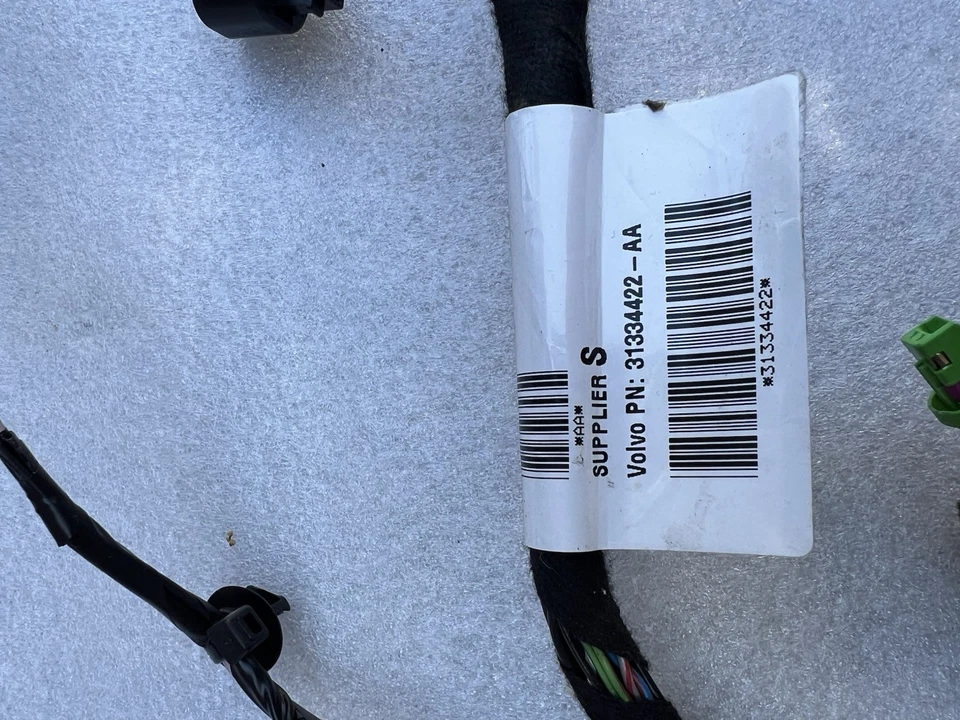 *AA*
SUPPLIER S
Volvo PN: 31334422-AA
*31334422*